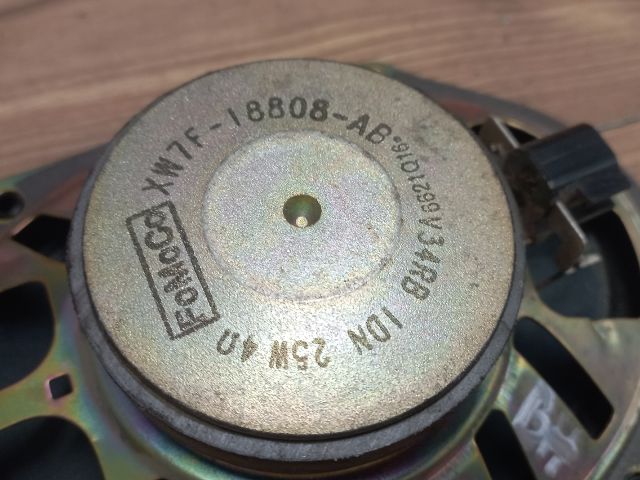 FoMoCo
XW7F-18808-AB
V34RB IDN 25W 4Ω